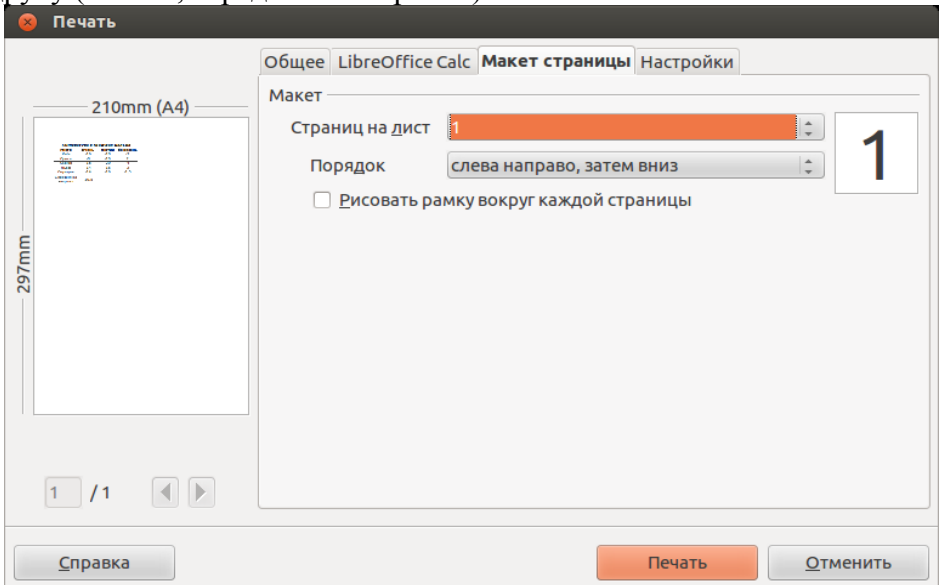 Печать
Общее LibreOffice Calc Макет страницы Настройки
210mm (A4)
297mm
Макет
Страниц на лист 1
1
Порядок слева направо, затем вниз
Рисовать рамку вокруг каждой страницы
1 / 1
Справка Печать Отменить